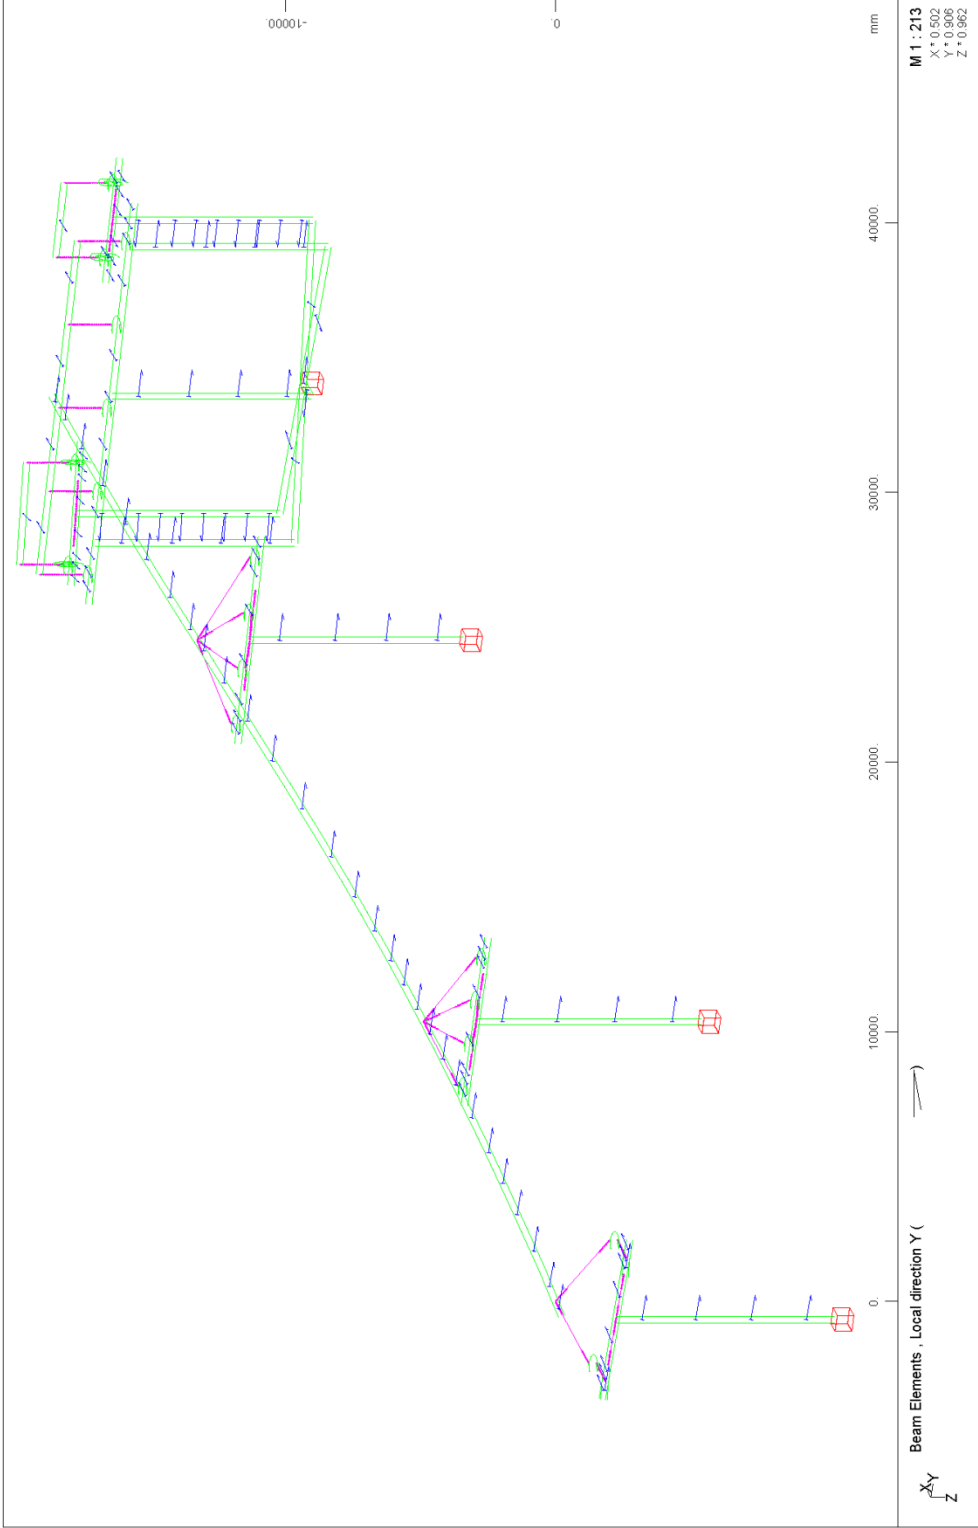 -10000.
0.
mm
40000.
30000.
20000.
10000.
0.
M 1 : 213
X * 0.502
Y * 0.906
Z * 0.962
Beam Elements , Local direction Y ( )
X
Y
Z